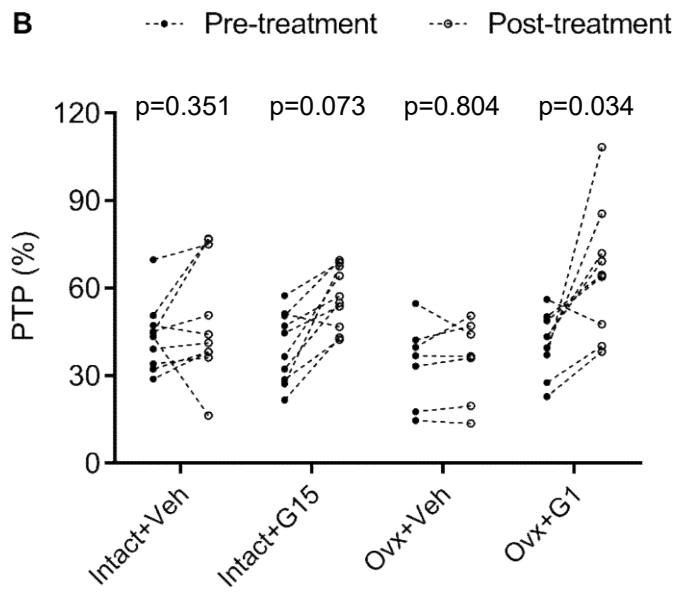 B
Pre-treatment Post-treatment
p=0.351 p=0.073 p=0.804 p=0.034
PTP (%)
120
90
60
30
0
Intact+Veh
Intact+G15
Ovx+Veh
Ovx+G1